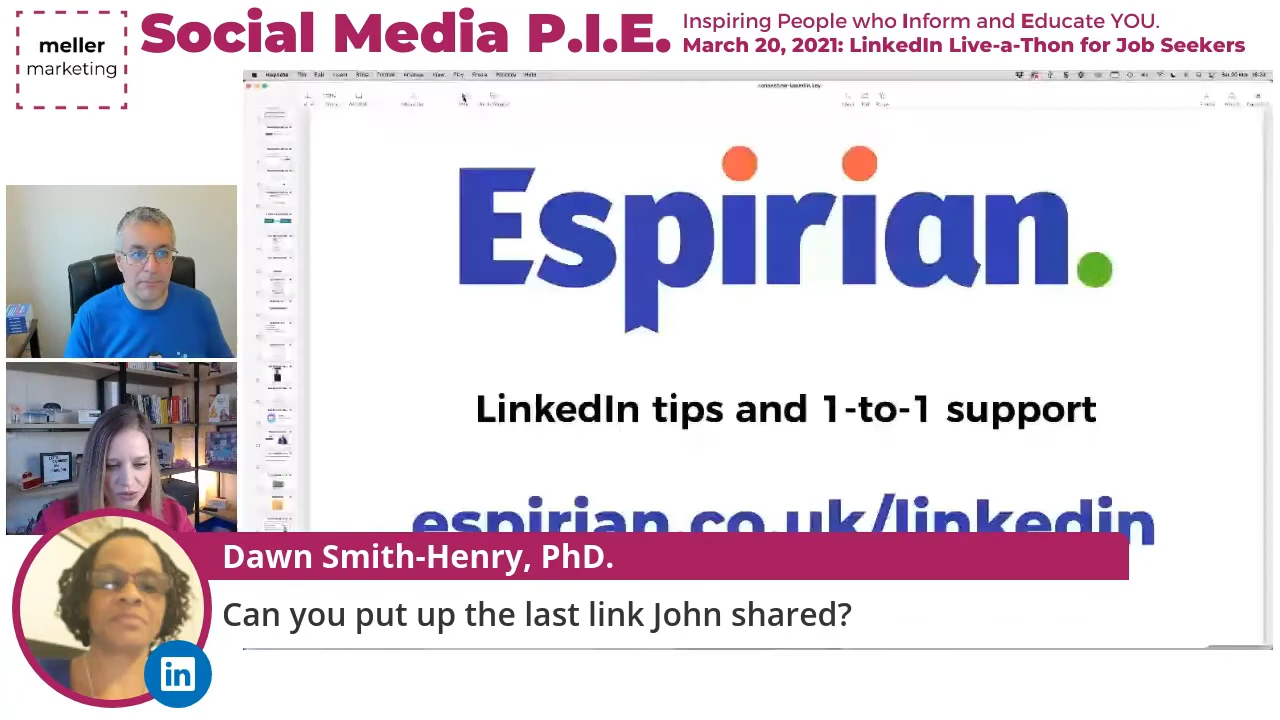 meller
marketing
Social Media P.I.E.
Inspiring People who Inform and Educate YOU.
March 20, 2021: LinkedIn Live-a-Thon for Job Seekers
Espirian.
LinkedIn tips and 1-to-1 support
espirian.co.uk/linkedin
Dawn Smith-Henry, PhD.
Can you put up the last link John shared?
in